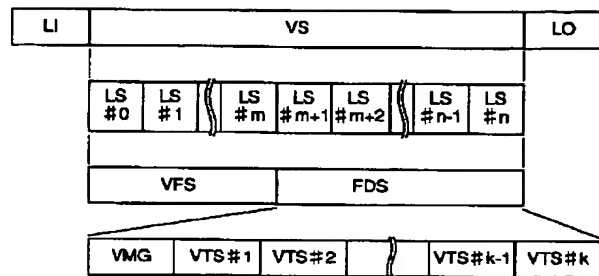 LI VS LO
LS #0 LS #1 LS #m LS #m+1 LS #m+2 LS #n-1 LS #n
VFS FDS
VMG VTS#1 VTS#2 VTS#k-1 VTS#k